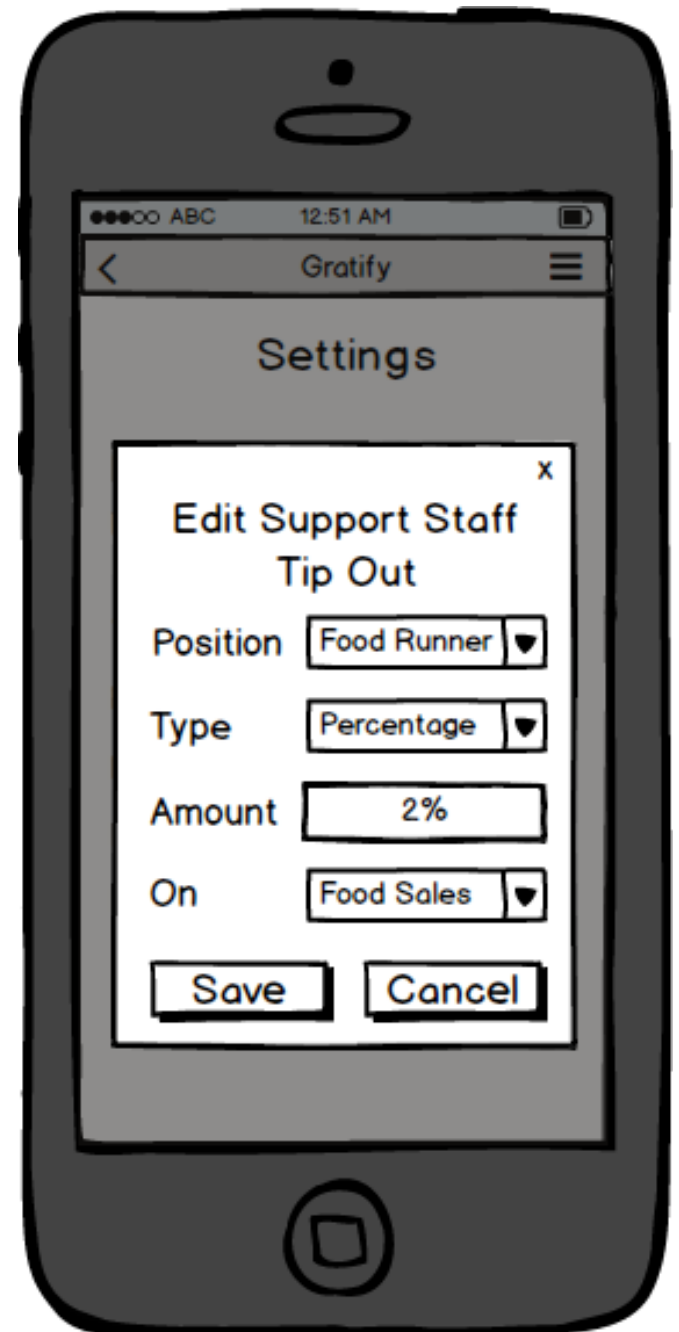 ABC 12:51 AM
Gratify
Settings
x
Edit Support Staff
Tip Out
Position Food Runner
Type Percentage
Amount 2%
On Food Sales
Save Cancel